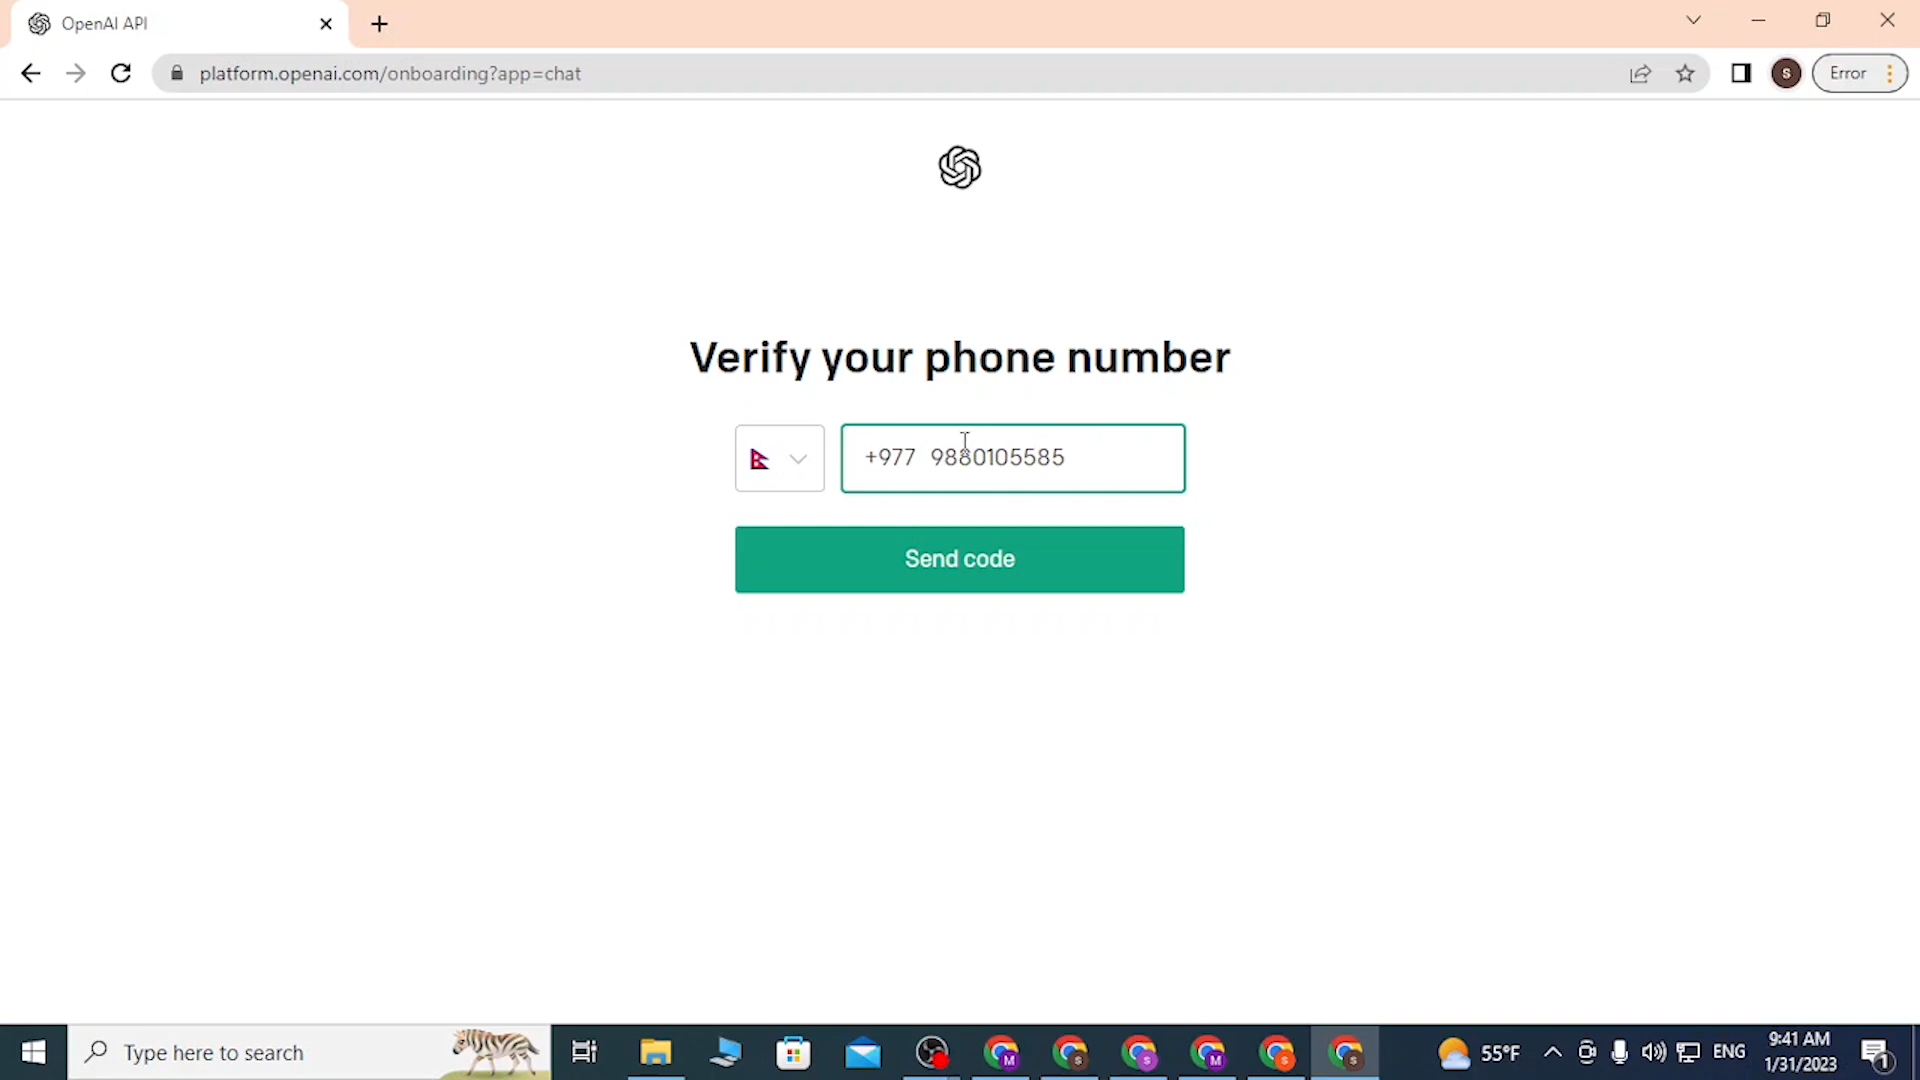 OpenAI API
platform.openai.com/onboarding?app=chat
S
Error
Verify your phone number
+977 9880105585
Send code
Type here to search
M
S
S
M
S
S
55°F
ENG
9:41 AM
1/31/2023
1